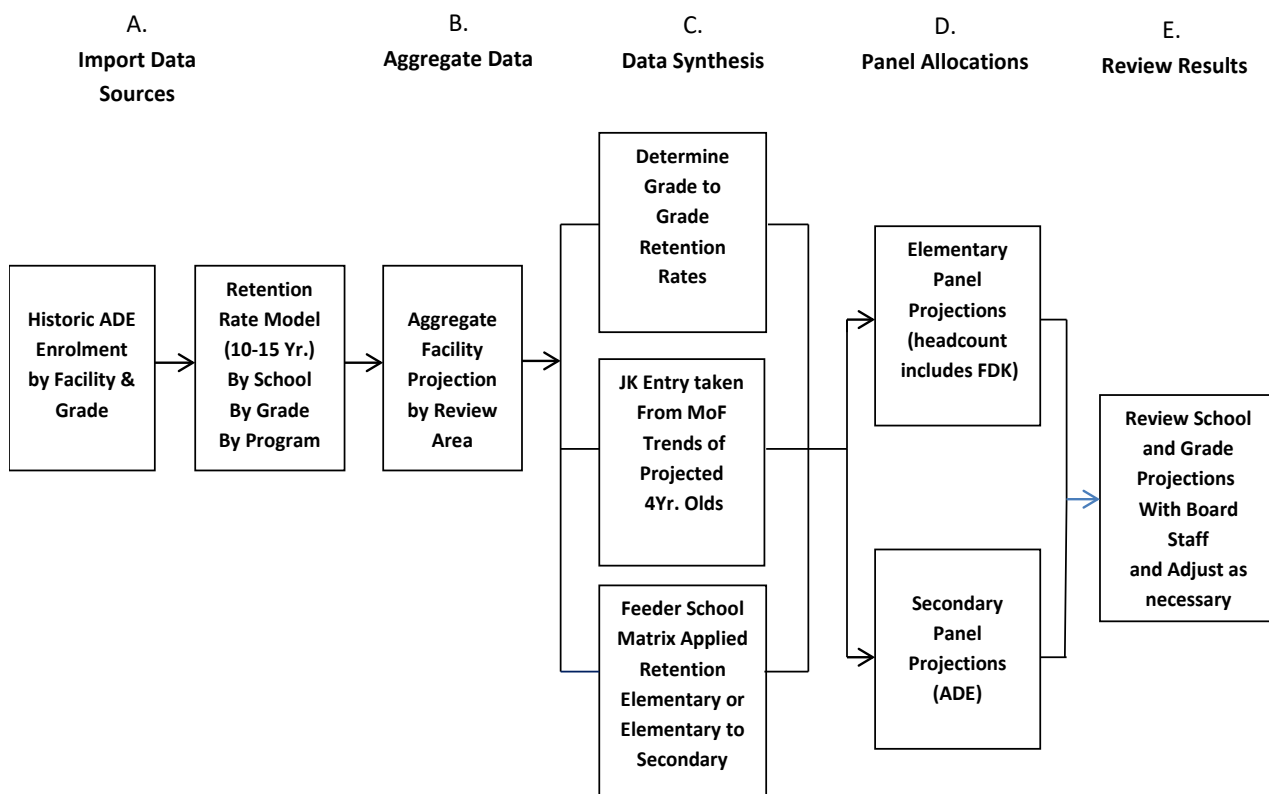 A.
Import Data
Sources
B.
Aggregate Data
C.
Data Synthesis
D.
Panel Allocations
E.
Review Results
Historic ADE
Enrolment
by Facility &
Grade
Retention
Rate Model
(10-15 Yr.)
By School
By Grade
By Program
Aggregate
Facility
Projection
by Review
Area
Determine
Grade to
Grade
Retention
Rates
JK Entry taken
From MoF
Trends of
Projected
4Yr. Olds
Feeder School
Matrix Applied
Retention
Elementary or
Elementary to
Secondary
Elementary
Panel
Projections
(headcount
includes FDK)
Secondary
Panel
Projections
(ADE)
Review School
and Grade
Projections
With Board
Staff
and Adjust as
necessary